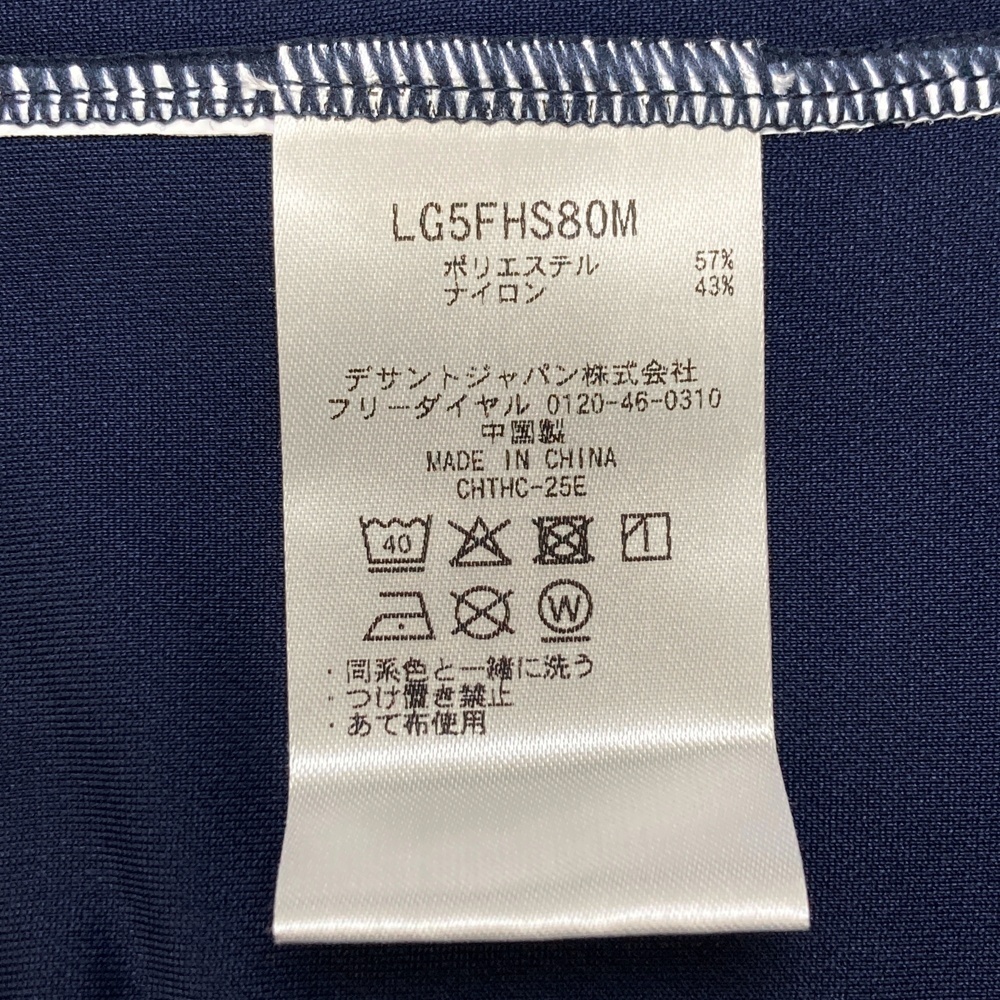 LG5FHS80M
ポリエステル 57%
ナイロン 43%
デサントジャパン株式会社
フリーダイヤル 0120-46-0310
中国製
MADE IN CHINA
CHTHC-25E
40
W
・同系色と一緒に洗う
・つけ置き禁止
・あて布使用